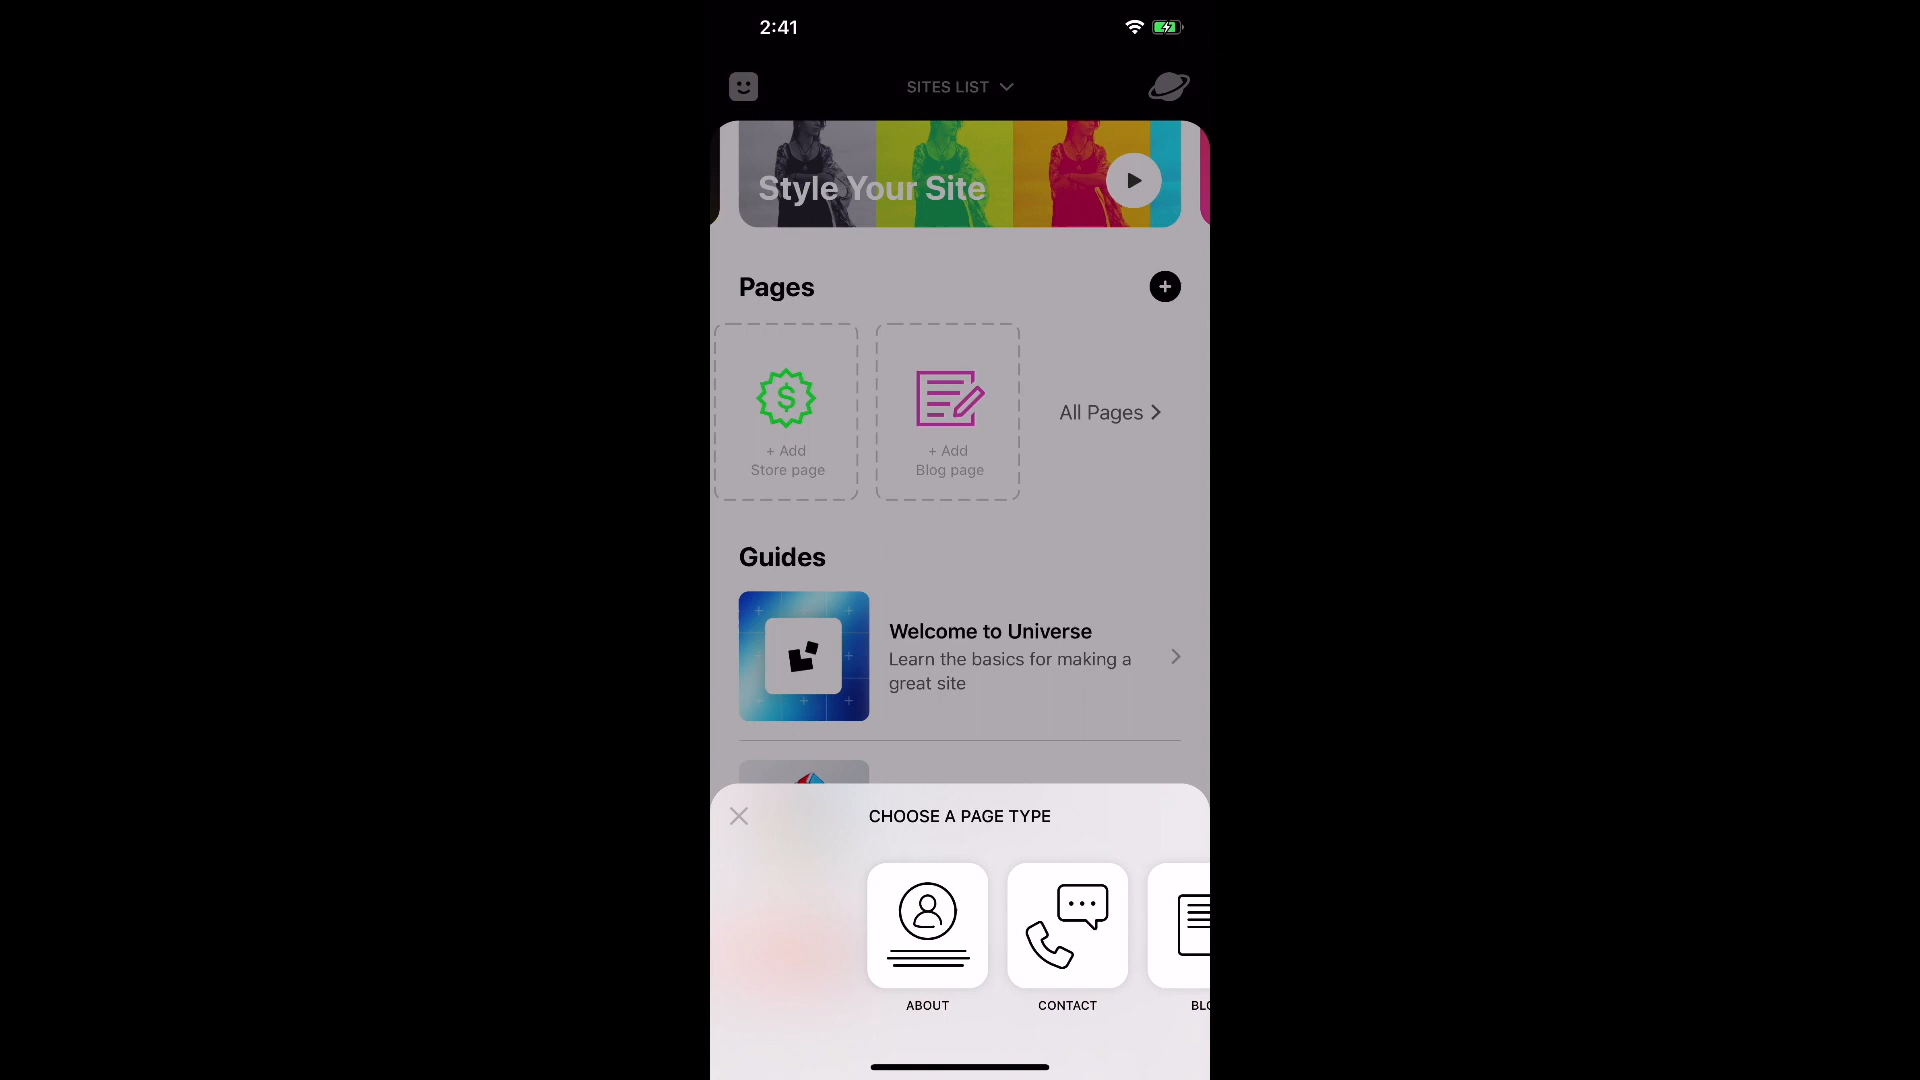 2:41
SITES LIST
Style Your Site
Pages
+ Add
Store page
+ Add
Blog page
All Pages
Guides
Welcome to Universe
Learn the basics for making a
great site
CHOOSE A PAGE TYPE
ABOUT
CONTACT